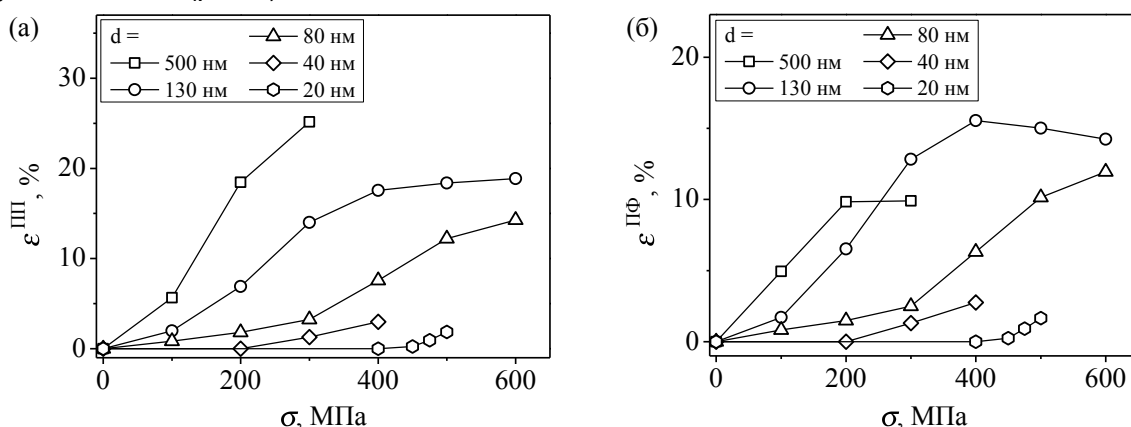 (а)
d =
500 нм
130 нм
80 нм
40 нм
20 нм
ε^ПП, %
30
20
10
0
0 200 400 600
σ, МПа
(б)
d =
500 нм
130 нм
80 нм
40 нм
20 нм
ε^ПФ, %
20
10
0
0 200 400 600
σ, МПа